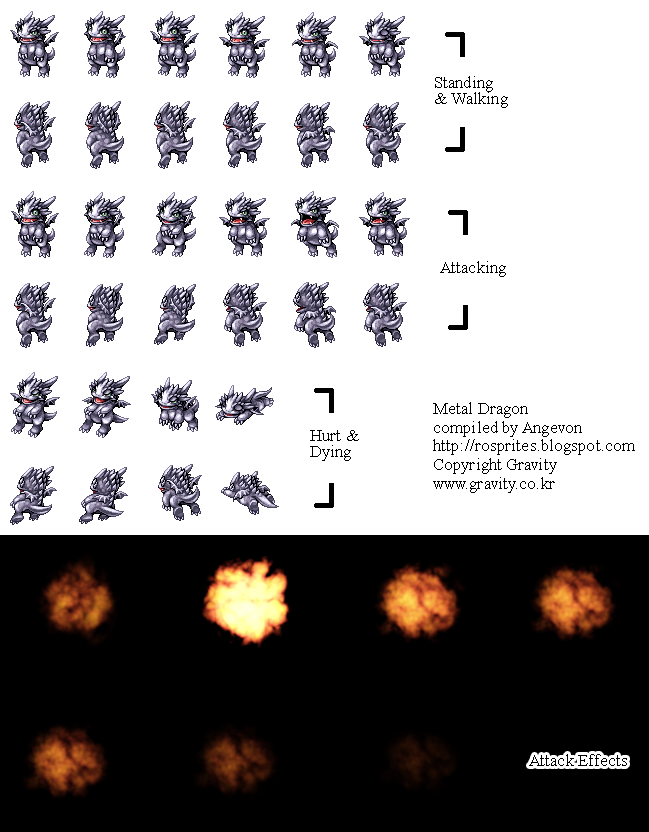 Standing
& Walking
Attacking
Hurt &
Dying
Metal Dragon
compiled by Angevon
http://rosprites.blogspot.com
Copyright Gravity
www.gravity.co.kr
Attack Effects